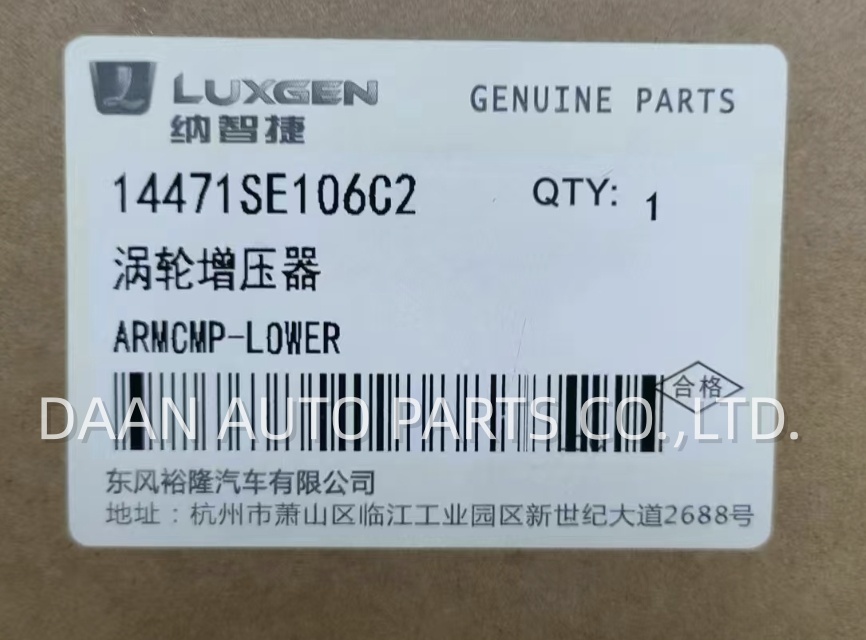 LUXGEN
纳智捷
GENUINE PARTS
14471SE106C2
QTY: 1
涡轮增压器
ARMCMP-LOWER
合格
DAAN AUTO PARTS CO.,LTD.
东风裕隆汽车有限公司
地址：杭州市萧山区临江工业园区新世纪大道2688号